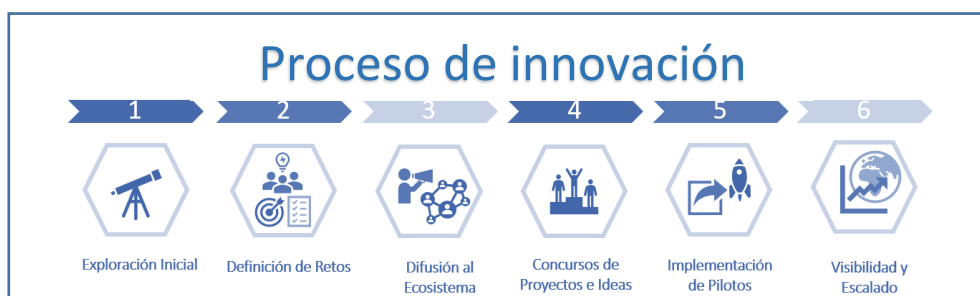 Proceso de innovación
1 2 3 4 5 6
Exploración Inicial
Definición de Retos
Difusión al
Ecosistema
Concursos de
Proyectos e Ideas
Implementación
de Pilotos
Visibilidad y
Escalado